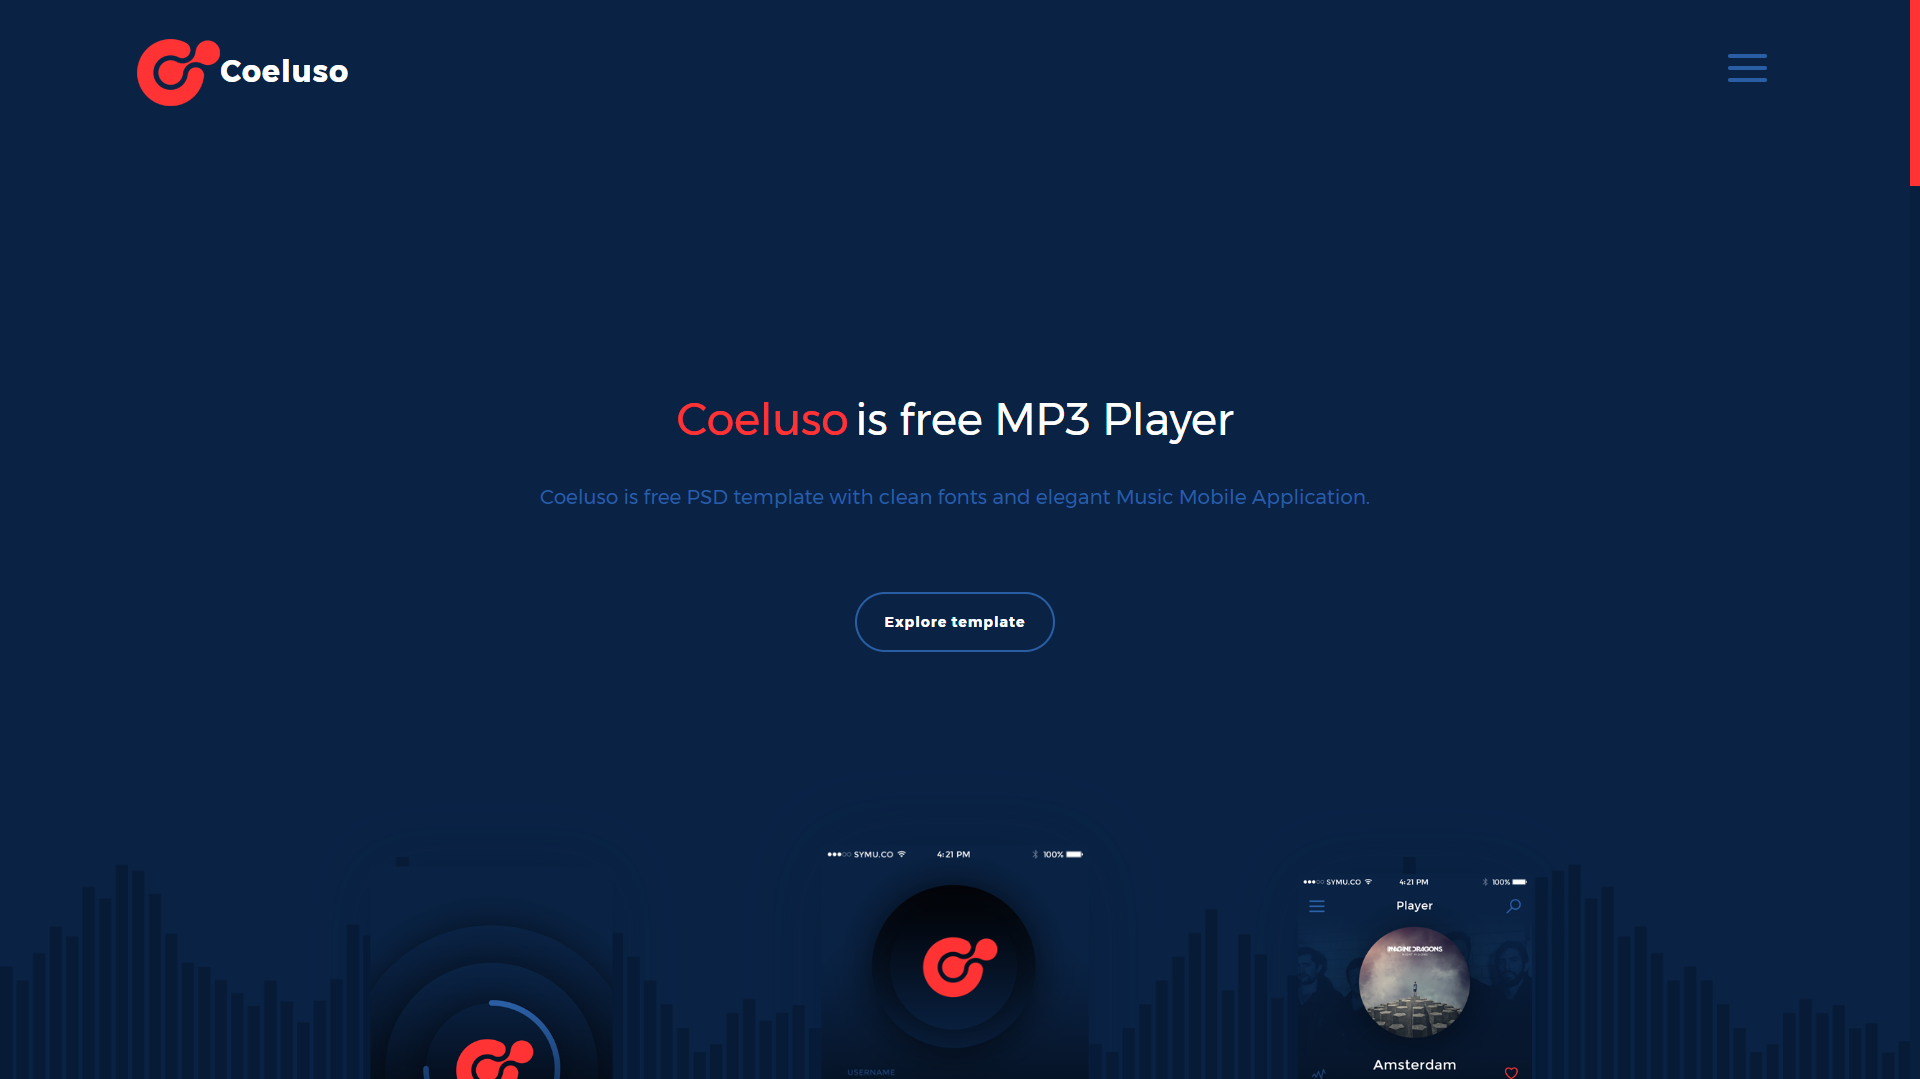 Coeluso
Coeluso is free MP3 Player
Coeluso is free PSD template with clean fonts and elegant Music Mobile Application.
Explore template
SYMU.CO 4:21 PM 100%
USERNAME
SYMU.CO 4:21 PM 100%
Player
IMAGINE DRAGONS
Amsterdam